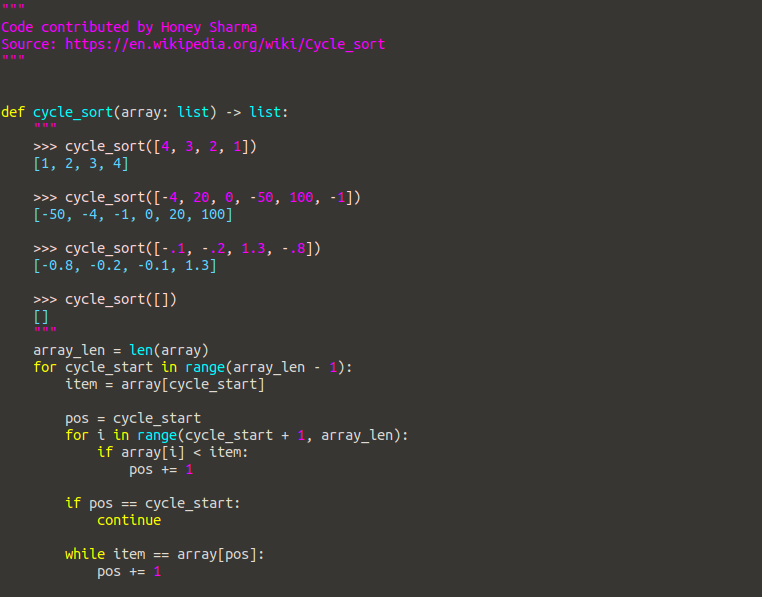 """
Code contributed by Honey Sharma
Source: https://en.wikipedia.org/wiki/Cycle_sort
"""


def cycle_sort(array: list) -> list:
    """
    >>> cycle_sort([4, 3, 2, 1])
    [1, 2, 3, 4]

    >>> cycle_sort([-4, 20, 0, -50, 100, -1])
    [-50, -4, -1, 0, 20, 100]

    >>> cycle_sort([-.1, -.2, 1.3, -.8])
    [-0.8, -0.2, -0.1, 1.3]

    >>> cycle_sort([])
    []
    """
    array_len = len(array)
    for cycle_start in range(array_len - 1):
        item = array[cycle_start]

        pos = cycle_start
        for i in range(cycle_start + 1, array_len):
            if array[i] < item:
                pos += 1

        if pos == cycle_start:
            continue

        while item == array[pos]:
            pos += 1